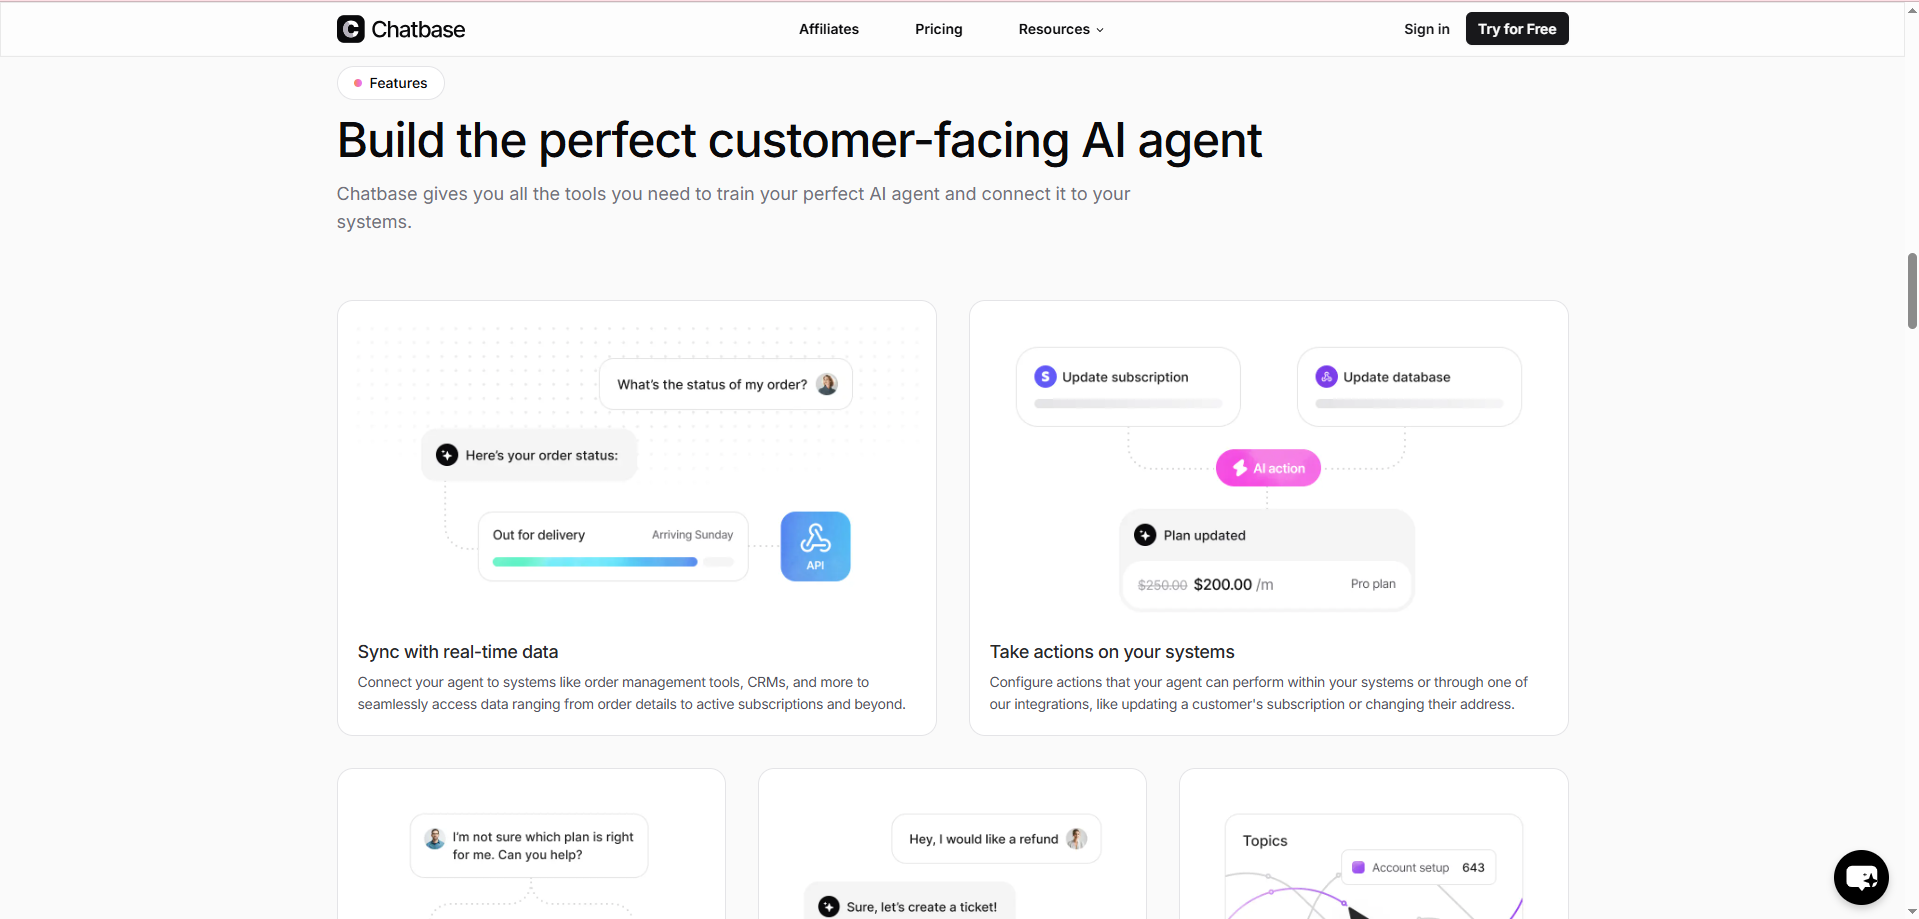 Chatbase
Affiliates
Pricing
Resources
Sign in
Try for Free
Features
Build the perfect customer-facing AI agent
Chatbase gives you all the tools you need to train your perfect AI agent and connect it to your
systems.
What's the status of my order?
Here's your order status:
Out for delivery
Arriving Sunday
API
Sync with real-time data
Connect your agent to systems like order management tools, CRMs, and more to
seamlessly access data ranging from order details to active subscriptions and beyond.
S
Update subscription
Update database
AI action
Plan updated
$250.00 $200.00 /m
Pro plan
Take actions on your systems
Configure actions that your agent can perform within your systems or through one of
our integrations, like updating a customer's subscription or changing their address.
I'm not sure which plan is right
for me. Can you help?
Hey, I would like a refund
Sure, let's create a ticket!
Topics
Account setup 643